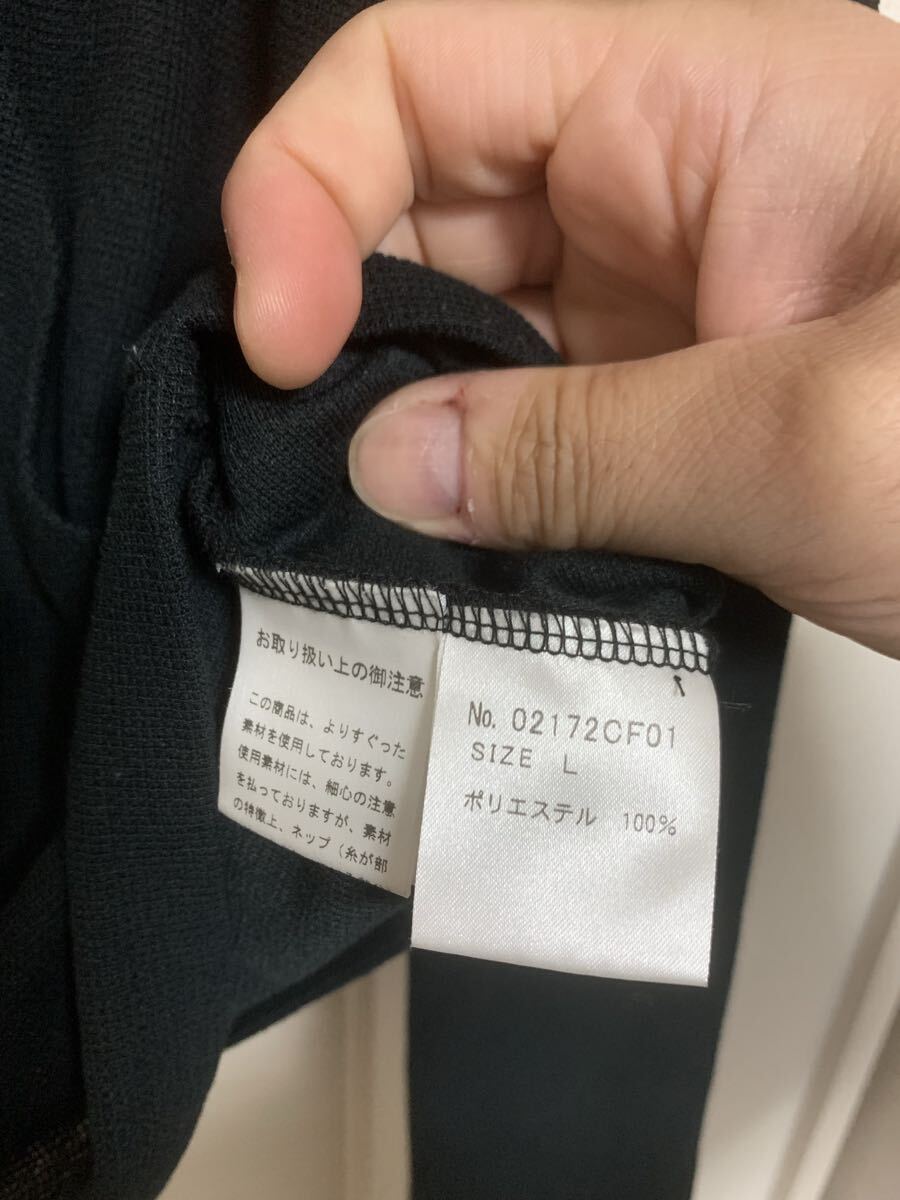 お取り扱い上の御注意
この商品は、よりすぐった
素材を使用しております。
使用素材には、細心の注意
を払っておりますが、素材
の特徴上、ネップ（糸が部
No. 02172CF01
SIZE L
ポリエステル 100%